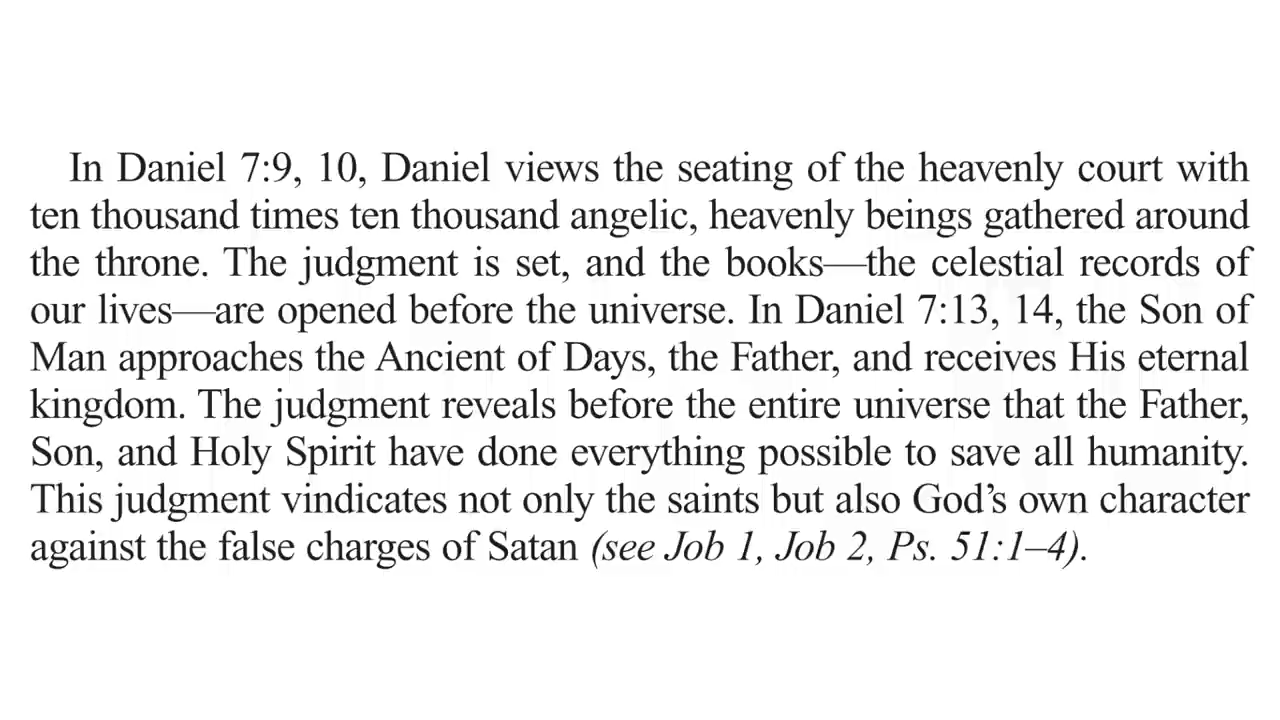 In Daniel 7:9, 10, Daniel views the seating of the heavenly court with
ten thousand times ten thousand angelic, heavenly beings gathered around
the throne. The judgment is set, and the books—the celestial records of
our lives—are opened before the universe. In Daniel 7:13, 14, the Son of
Man approaches the Ancient of Days, the Father, and receives His eternal
kingdom. The judgment reveals before the entire universe that the Father,
Son, and Holy Spirit have done everything possible to save all humanity.
This judgment vindicates not only the saints but also God’s own character
against the false charges of Satan (see Job 1, Job 2, Ps. 51:1–4).